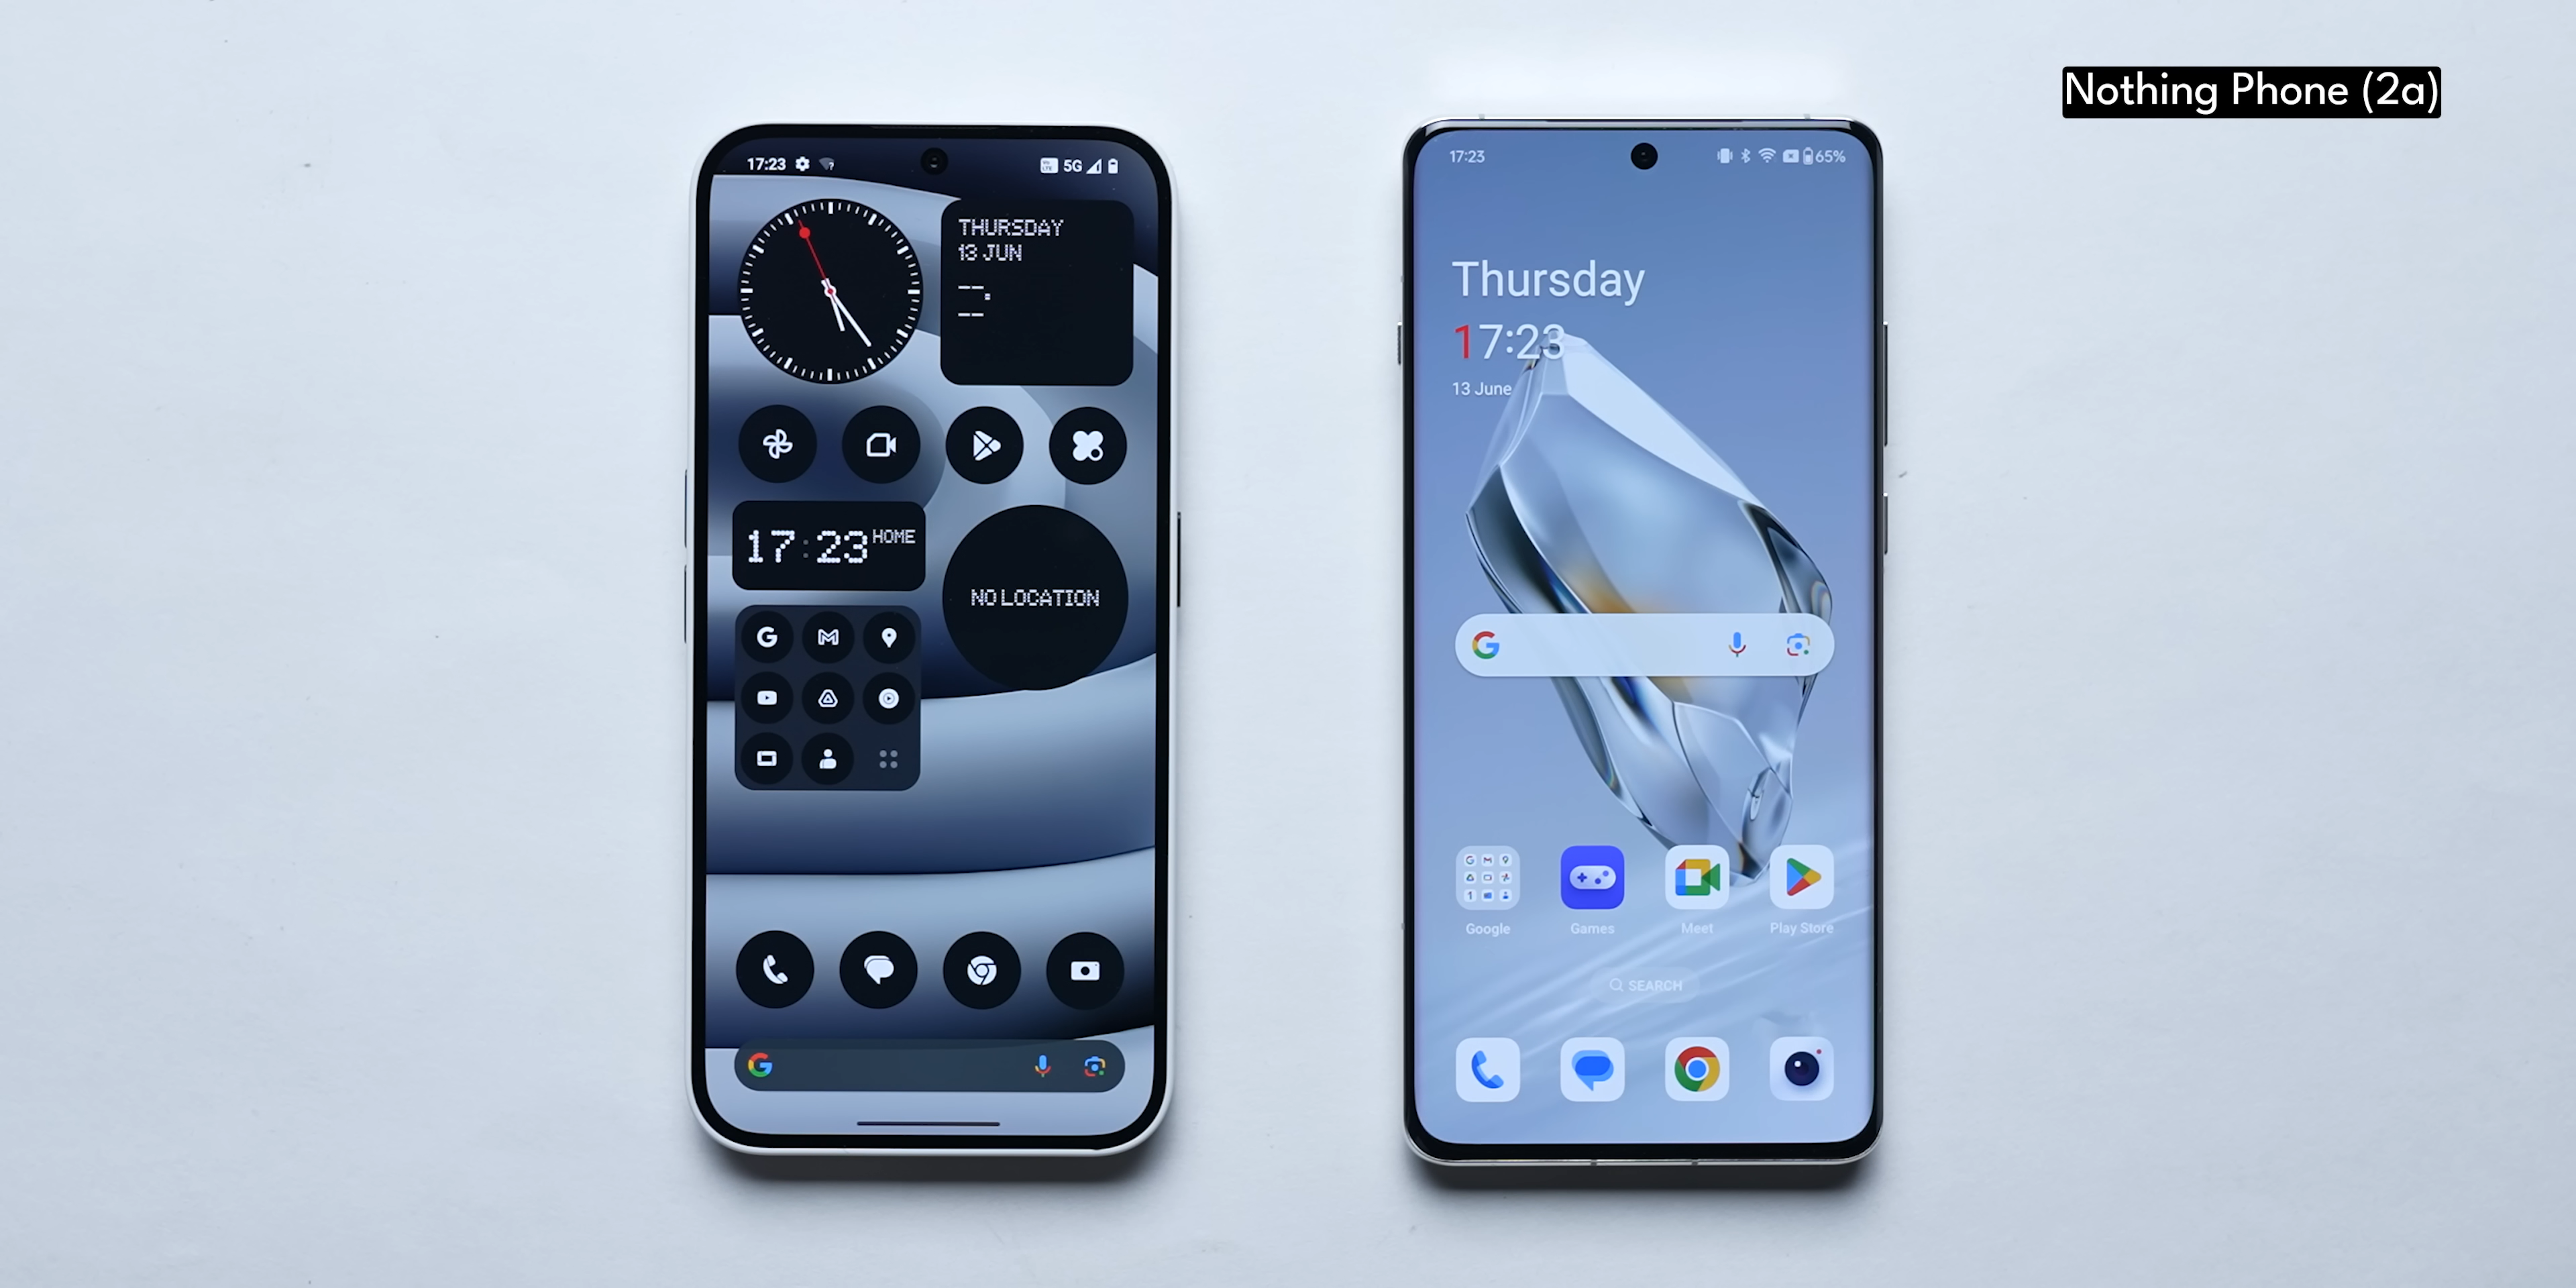 Nothing Phone (2a)
17:23
5G
THURSDAY
13 JUN
17:23 HOME
NO LOCATION
17:23
65%
Thursday
17:23
13 June
Google
Games
Meet
Play Store
SEARCH